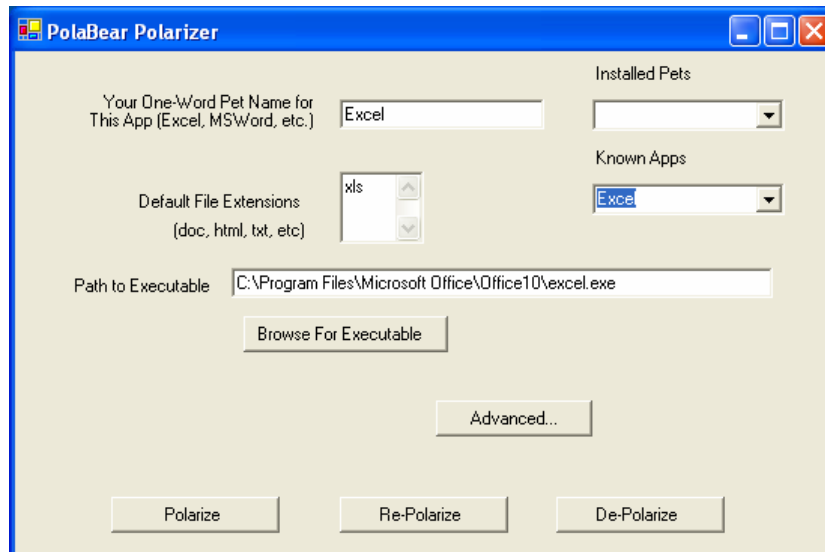 PolaBear Polarizer
Installed Pets
Your One-Word Pet Name for
This App (Excel, MSWord, etc.)
Excel
Known Apps
Excel
Default File Extensions
(doc, html, txt, etc)
xls
Path to Executable
C:\Program Files\Microsoft Office\Office10\excel.exe
Browse For Executable
Advanced...
Polarize
Re-Polarize
De-Polarize